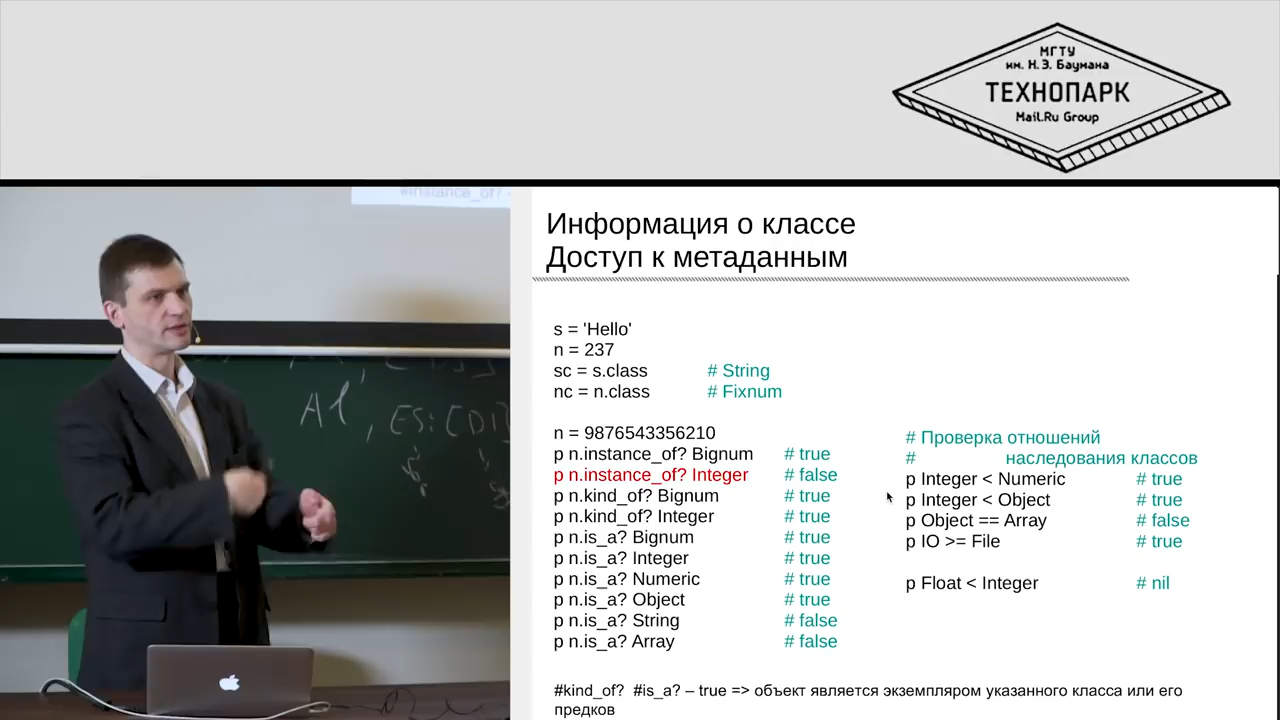 МГТУ
им. Н.Э. Баумана
ТЕХНОПАРК
Mail.Ru Group
#instance_of?
Al, ES:[DI]
Информация о классе
Доступ к метаданным
s = 'Hello'
n = 237
sc = s.class # String
nc = n.class # Fixnum
n = 9876543356210
p n.instance_of? Bignum # true
p n.instance_of? Integer # false
p n.kind_of? Bignum # true
p n.kind_of? Integer # true
p n.is_a? Bignum # true
p n.is_a? Integer # true
p n.is_a? Numeric # true
p n.is_a? Object # true
p n.is_a? String # false
p n.is_a? Array # false
# Проверка отношений
# наследования классов
p Integer < Numeric # true
p Integer < Object # true
p Object == Array # false
p IO >= File # true
p Float < Integer # nil
#kind_of? #is_a? – true => объект является экземпляром указанного класса или его
предков